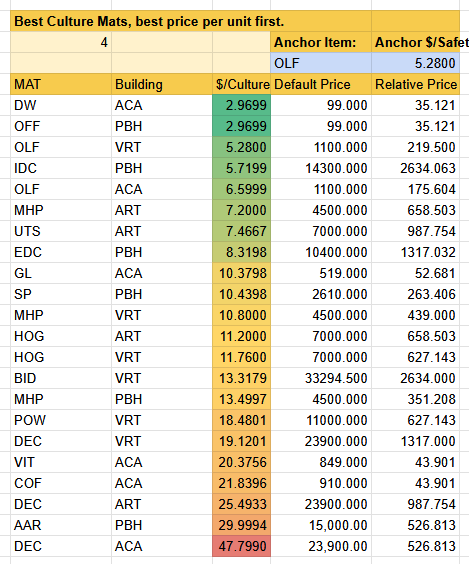 Best Culture Mats, best price per unit first.
4 Anchor Item: Anchor $/Safet
OLF 5.2800
MAT Building $/Culture Default Price Relative Price
DW ACA 2.9699 99.000 35.121
OFF PBH 2.9699 99.000 35.121
OLF VRT 5.2800 1100.000 219.500
IDC PBH 5.7199 14300.000 2634.063
OLF ACA 6.5999 1100.000 175.604
MHP ART 7.2000 4500.000 658.503
UTS ART 7.4667 7000.000 987.754
EDC PBH 8.3198 10400.000 1317.032
GL ACA 10.3798 519.000 52.681
SP PBH 10.4398 2610.000 263.406
MHP VRT 10.8000 4500.000 439.000
HOG ART 11.2000 7000.000 658.503
HOG VRT 11.7600 7000.000 627.143
BID VRT 13.3179 33294.500 2634.000
MHP PBH 13.4997 4500.000 351.208
POW VRT 18.4801 11000.000 627.143
DEC VRT 19.1201 23900.000 1317.000
VIT ACA 20.3756 849.000 43.901
COF ACA 21.8396 910.000 43.901
DEC ART 25.4933 23900.000 987.754
AAR PBH 29.9994 15,000.00 526.813
DEC ACA 47.7990 23,900.00 526.813